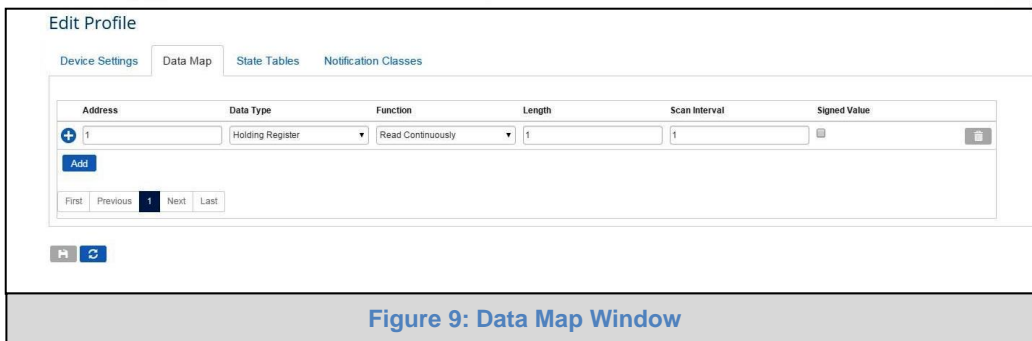 Edit Profile
Device Settings Data Map State Tables Notification Classes
Address Data Type Function Length Scan Interval Signed Value
1 Holding Register Read Continuously 1 1
Add
First Previous 1 Next Last
Figure 9: Data Map Window